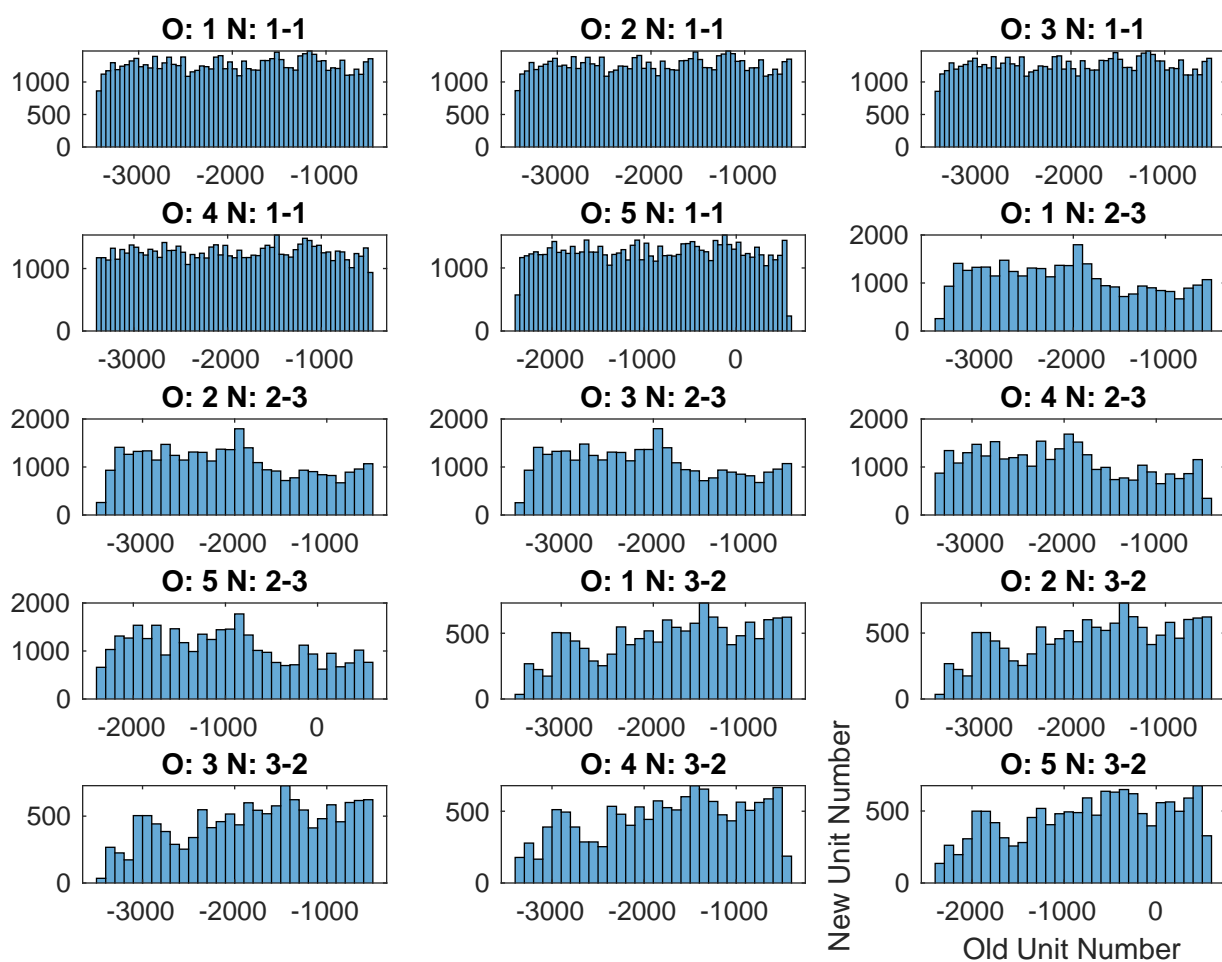 O: 1 N: 1-1
O: 2 N: 1-1
O: 3 N: 1-1
1000
500
0
-3000 -2000 -1000
1000
500
0
-3000 -2000 -1000
1000
500
0
-3000 -2000 -1000
O: 4 N: 1-1
O: 5 N: 1-1
O: 1 N: 2-3
1000
0
-3000 -2000 -1000
1000
0
-2000 -1000 0
2000
1000
0
-3000 -2000 -1000
O: 2 N: 2-3
O: 3 N: 2-3
O: 4 N: 2-3
2000
1000
0
-3000 -2000 -1000
2000
1000
0
-3000 -2000 -1000
2000
1000
0
-3000 -2000 -1000
O: 5 N: 2-3
O: 1 N: 3-2
O: 2 N: 3-2
2000
1000
0
-2000 -1000 0
500
0
-3000 -2000 -1000
500
0
-3000 -2000 -1000
O: 3 N: 3-2
O: 4 N: 3-2
O: 5 N: 3-2
500
0
-3000 -2000 -1000
500
0
-3000 -2000 -1000
New Unit Number
500
0
-2000 -1000 0
Old Unit Number